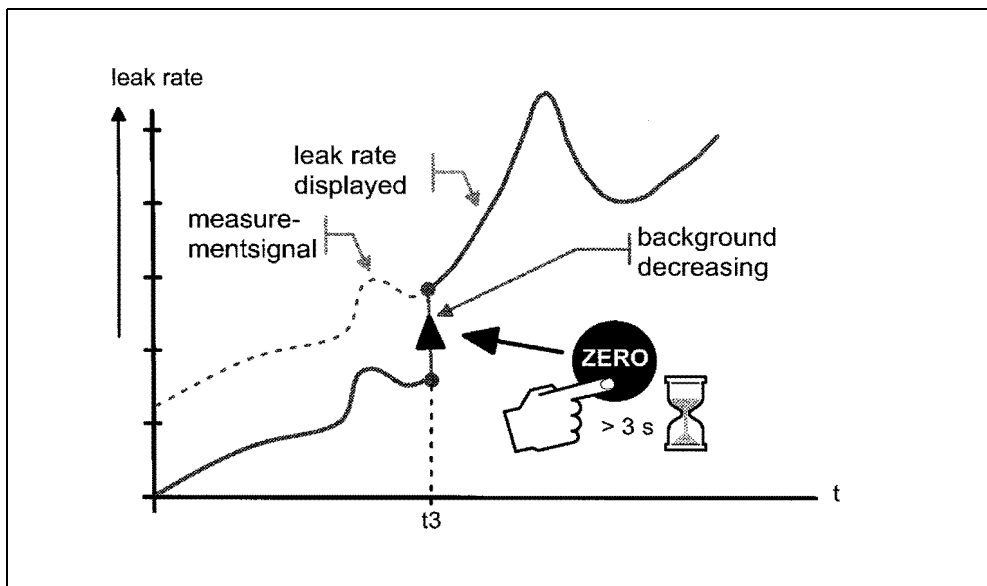 leak rate
leak rate
displayed
measure-
mentsignal
background
decreasing
ZERO
> 3 s
t
t3